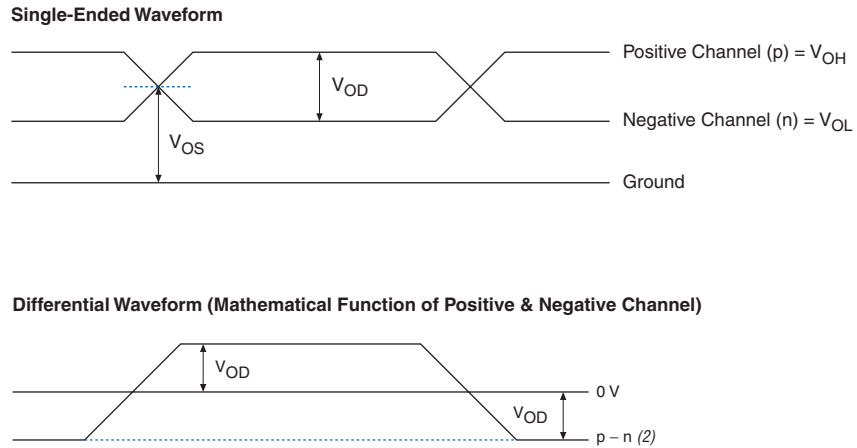 Single-Ended Waveform
Positive Channel (p) = VOH
VOD
Negative Channel (n) = VOL
VOS
Ground
Differential Waveform (Mathematical Function of Positive & Negative Channel)
VOD
0 V
VOD
p − n (2)